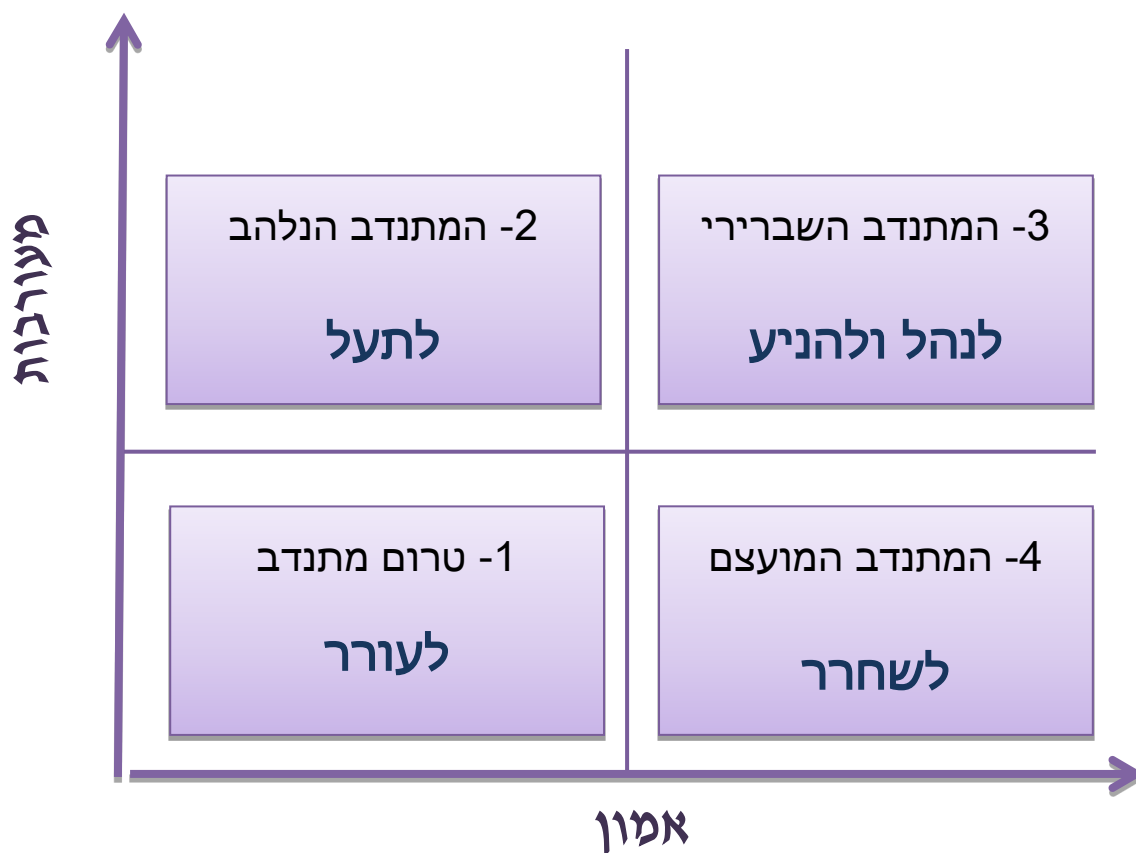 מעורבות
2- המתנדב הנלהב
לתעל
3- המתנדב השברירי
לנהל ולהניע
1- טרום מתנדב
לעורר
4- המתנדב המועצם
לשחרר
אמון